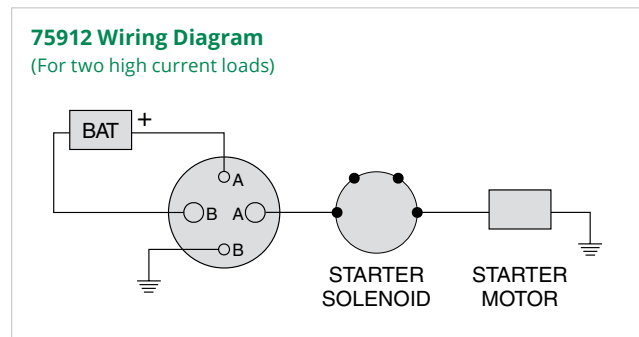 75912 Wiring Diagram
(For two high current loads)
BAT +
A
B A
B
STARTER SOLENOID
STARTER MOTOR